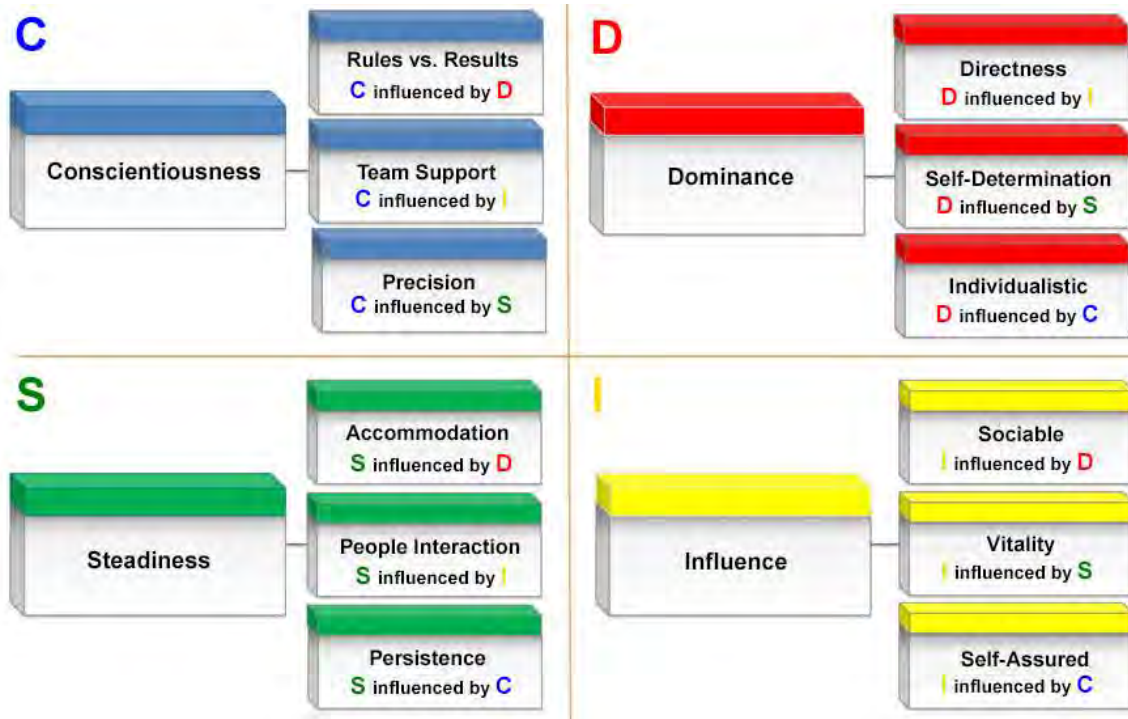 C
Rules vs. Results
C influenced by D
Conscientiousness
Team Support
C influenced by I
Precision
C influenced by S
D
Directness
D influenced by I
Dominance
Self-Determination
D influenced by S
Individualistic
D influenced by C
S
Accommodation
S influenced by D
Steadiness
People Interaction
S influenced by I
Persistence
S influenced by C
I
Sociable
I influenced by D
Influence
Vitality
I influenced by S
Self-Assured
I influenced by C